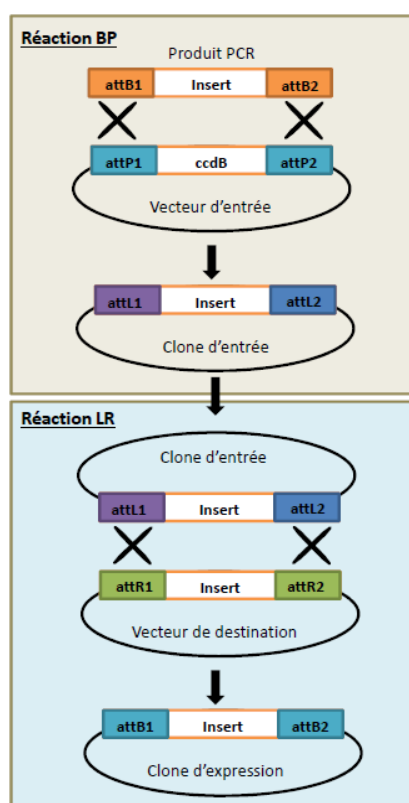 Réaction BP
Produit PCR
attB1 Insert attB2
attP1 ccdB attP2
Vecteur d'entrée
attL1 Insert attL2
Clone d'entrée
Réaction LR
Clone d'entrée
attL1 Insert attL2
attR1 Insert attR2
Vecteur de destination
attB1 Insert attB2
Clone d'expression